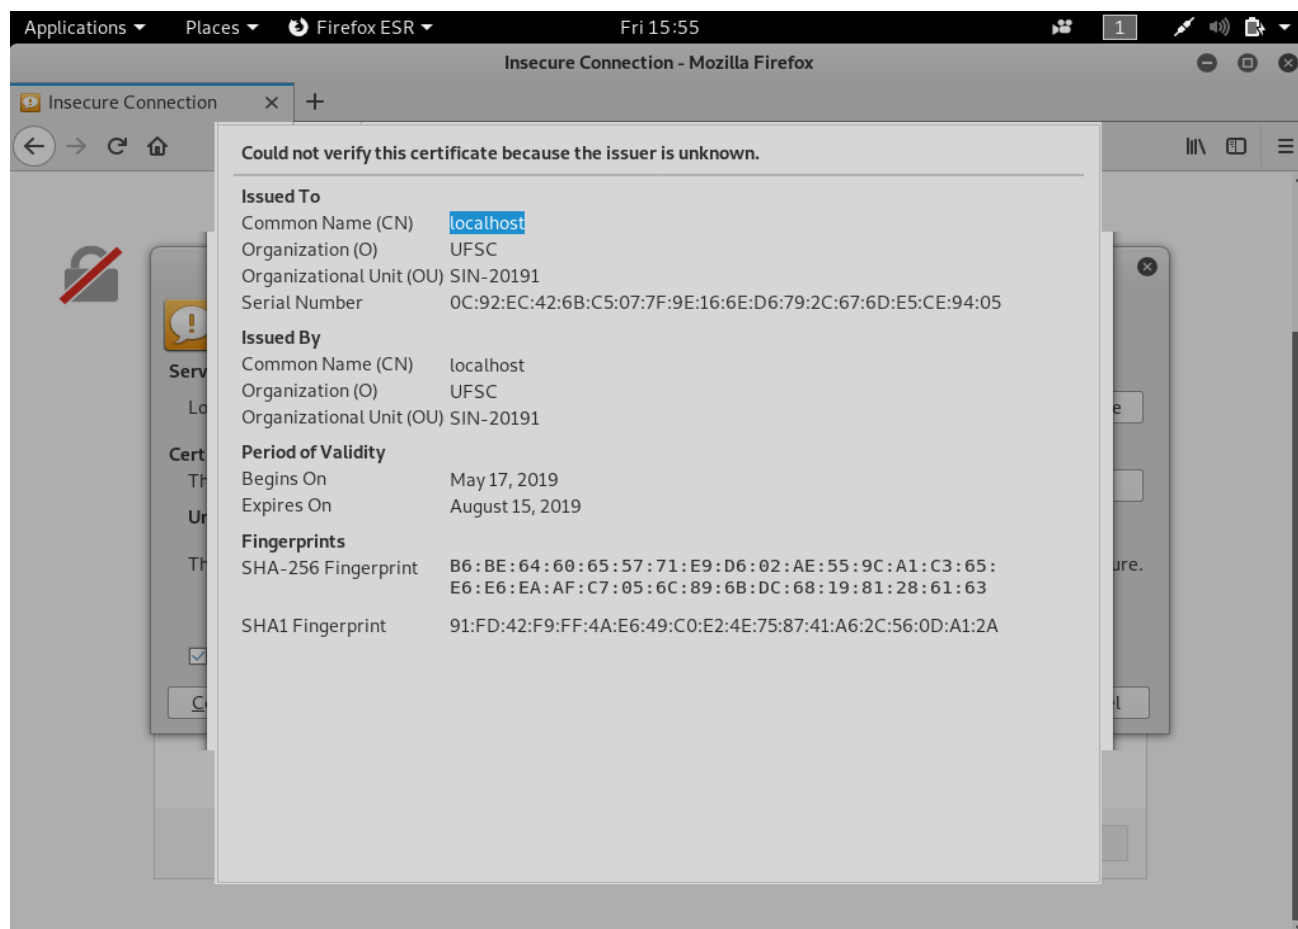 Applications Places Firefox ESR Fri 15:55 1
Insecure Connection - Mozilla Firefox
Insecure Connection
Could not verify this certificate because the issuer is unknown.
Issued To
Common Name (CN) localhost
Organization (O) UFSC
Organizational Unit (OU) SIN-20191
Serial Number 0C:92:EC:42:6B:C5:07:7F:9E:16:6E:D6:79:2C:67:6D:E5:CE:94:05
Issued By
Common Name (CN) localhost
Organization (O) UFSC
Organizational Unit (OU) SIN-20191
Period of Validity
Begins On May 17, 2019
Expires On August 15, 2019
Fingerprints
SHA-256 Fingerprint B6:BE:64:60:65:57:71:E9:D6:02:AE:55:9C:A1:C3:65:
E6:E6:EA:AF:C7:05:6C:89:6B:DC:68:19:81:28:61:63
SHA1 Fingerprint 91:FD:42:F9:FF:4A:E6:49:C0:E2:4E:75:87:41:A6:2C:56:0D:A1:2A